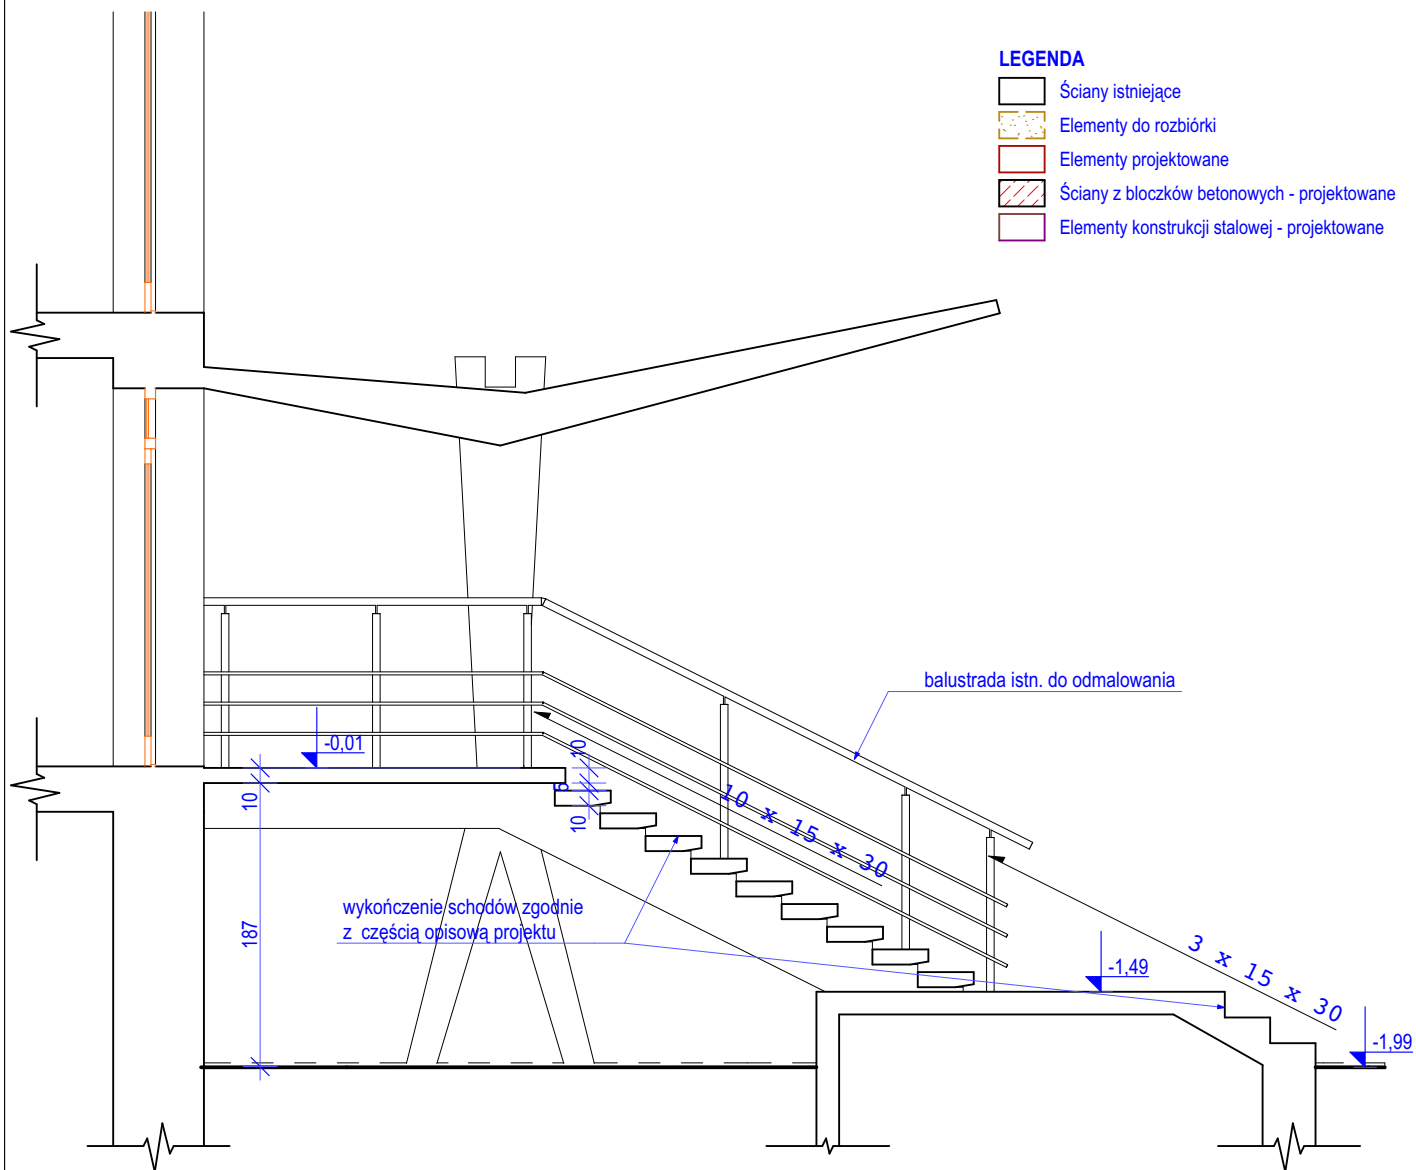 LEGENDA
Ściany istniejące
Elementy do rozbiórki
Elementy projektowane
Ściany z bloczków betonowych - projektowane
Elementy konstrukcji stalowej - projektowane
balustrada istn. do odmalowania
-0,01
10
10
5
10
10 x 15 x 30
187
wykończenie schodów zgodnie
z częścią opisową projektu
-1,49
3 x 15 x 30
-1,99